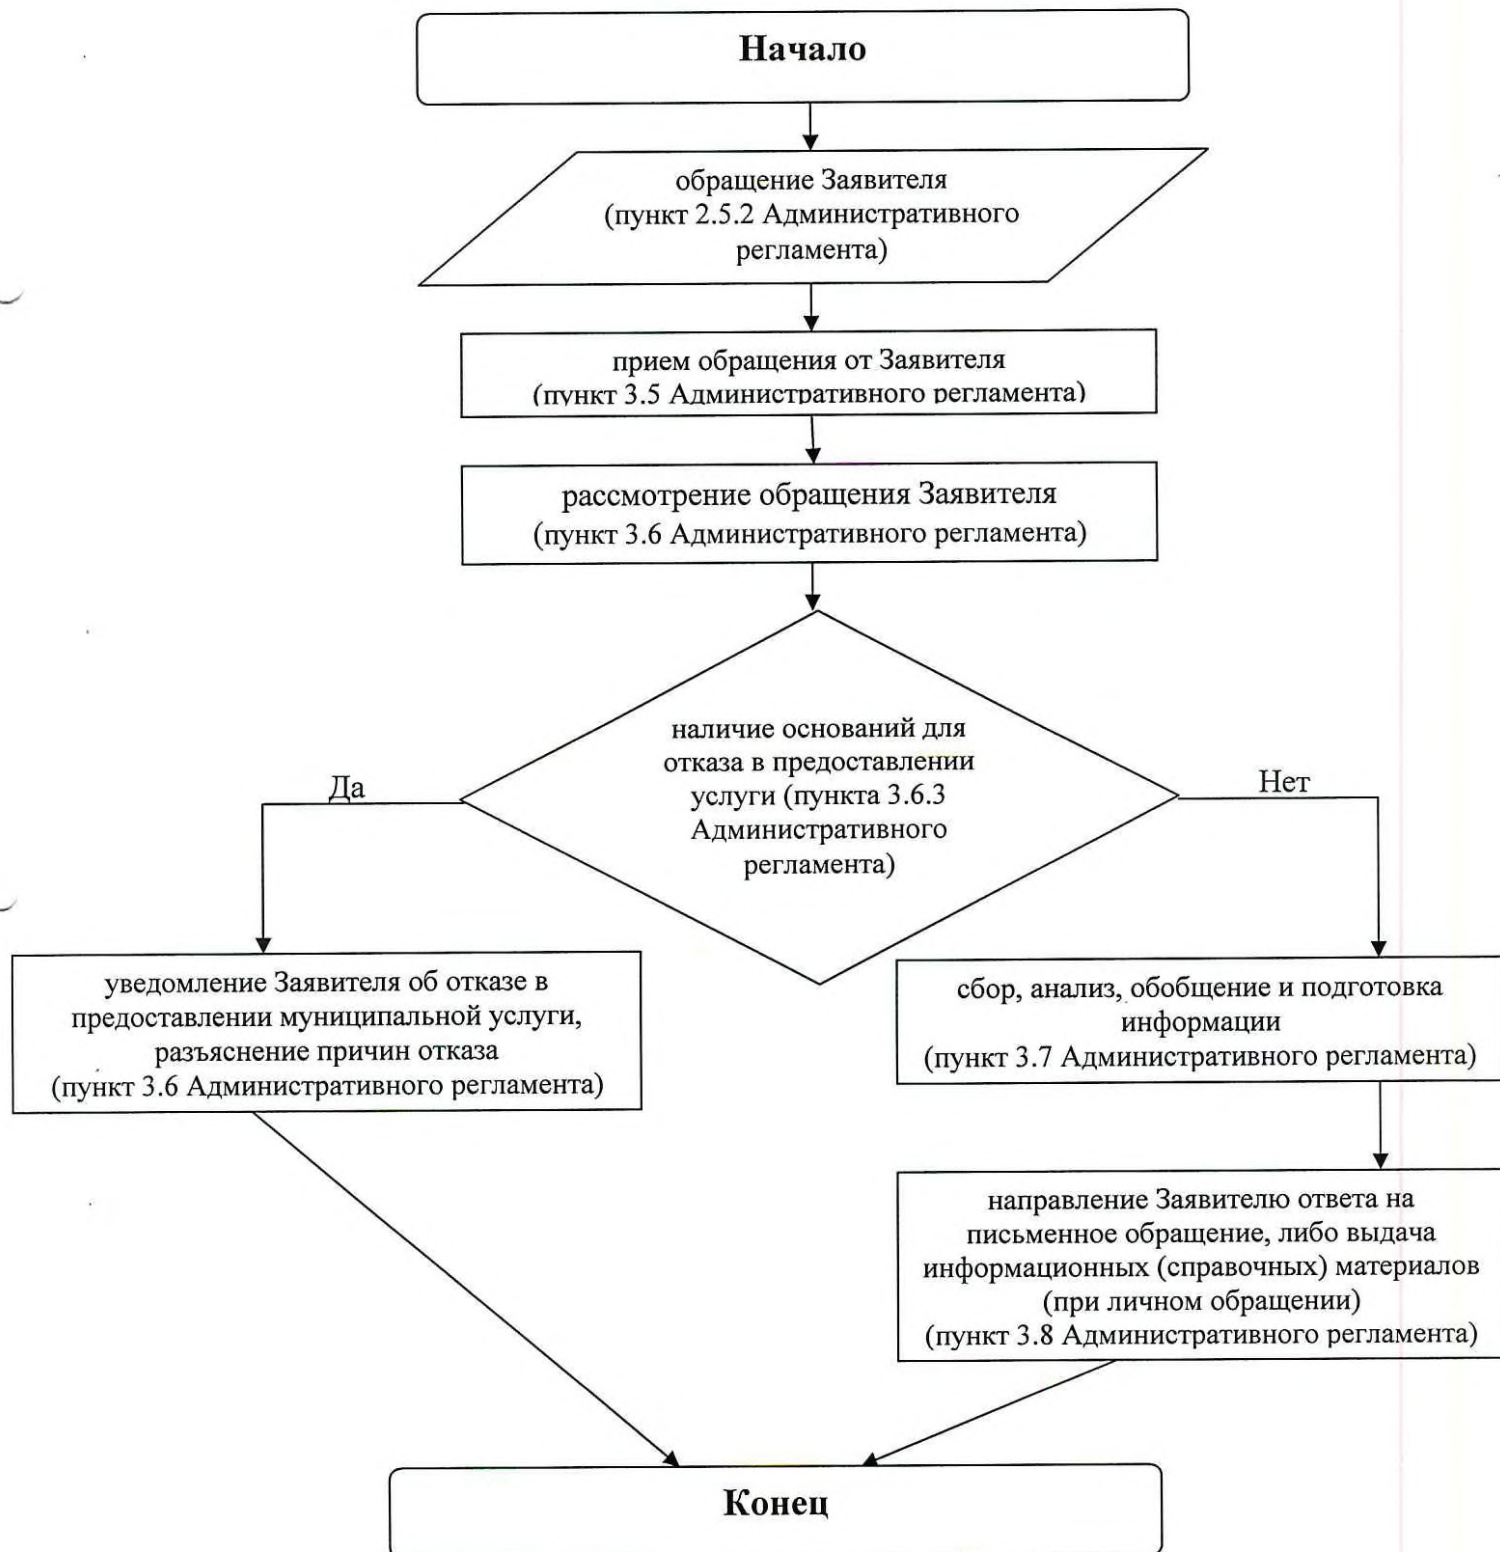 Начало
обращение Заявителя
(пункт 2.5.2 Административного
регламента)
прием обращения от Заявителя
(пункт 3.5 Административного регламента)
рассмотрение обращения Заявителя
(пункт 3.6 Административного регламента)
наличие оснований для
отказа в предоставлении
услуги (пункта 3.6.3
Административного
регламента)
Да
Нет
уведомление Заявителя об отказе в
предоставлении муниципальной услуги,
разъяснение причин отказа
(пункт 3.6 Административного регламента)
сбор, анализ, обобщение и подготовка
информации
(пункт 3.7 Административного регламента)
направление Заявителю ответа на
письменное обращение, либо выдача
информационных (справочных) материалов
(при личном обращении)
(пункт 3.8 Административного регламента)
Конец